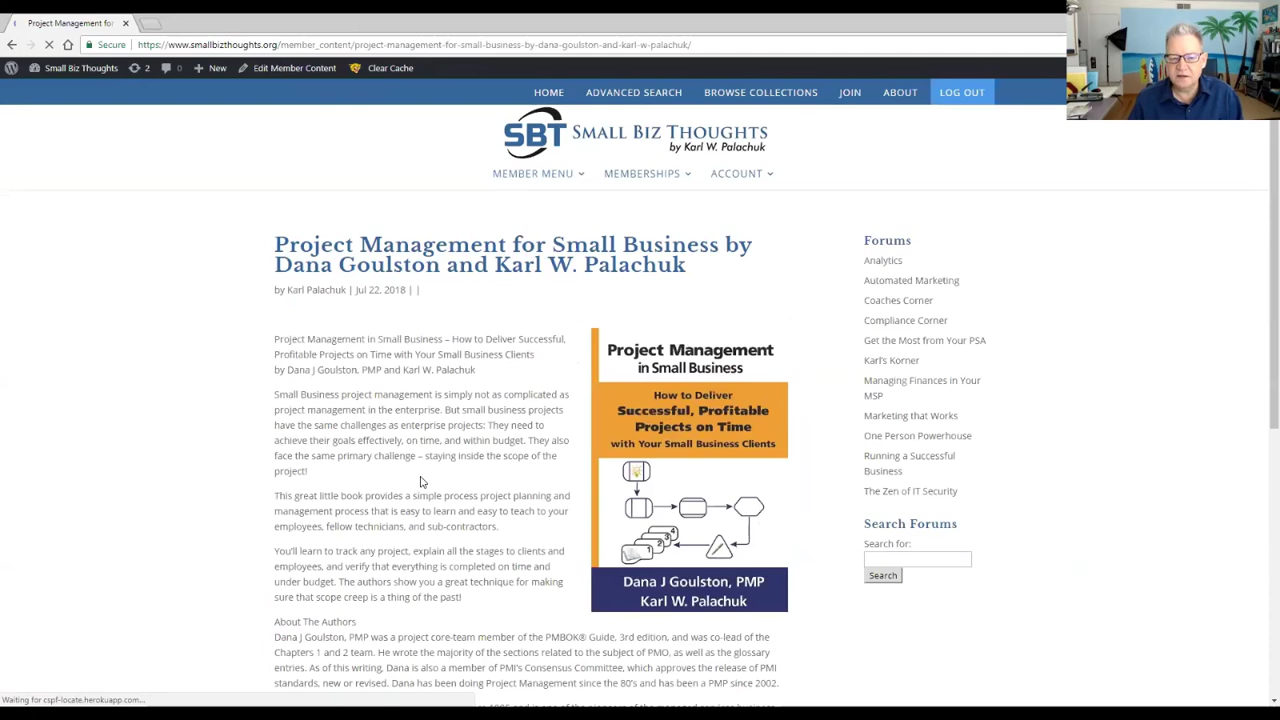 Project Management for
Secure
https://www.smallbizthoughts.org/member_content/project-management-for-small-business-by-dana-goulston-and-karl-w-palachuk/
Small Biz Thoughts
2
0
New
Edit Member Content
Clear Cache
HOME
ADVANCED SEARCH
BROWSE COLLECTIONS
JOIN
ABOUT
LOG OUT
SBT SMALL BIZ THOUGHTS
by Karl W. Palachuk
MEMBER MENU
MEMBERSHIPS
ACCOUNT
Project Management for Small Business by
Dana Goulston and Karl W. Palachuk
by Karl Palachuk | Jul 22, 2018 | |
Project Management in Small Business – How to Deliver Successful,
Profitable Projects on Time with Your Small Business Clients
by Dana J Goulston, PMP and Karl W. Palachuk
Small Business project management is simply not as complicated as
project management in the enterprise. But small business projects
have the same challenges as enterprise projects: They need to
achieve their goals effectively, on time, and within budget. They also
face the same primary challenge – staying inside the scope of the
project!
This great little book provides a simple process project planning and
management process that is easy to learn and easy to teach to your
employees, fellow technicians, and sub-contractors.
You'll learn to track any project, explain all the stages to clients and
employees, and verify that everything is completed on time and
under budget. The authors show you a great technique for making
sure that scope creep is a thing of the past!
Project Management
in Small Business
How to Deliver
Successful, Profitable
Projects on Time
with Your Small Business Clients
1
2
3
4
Dana J Goulston, PMP
Karl W. Palachuk
About The Authors
Dana J Goulston, PMP was a project core-team member of the PMBOK® Guide, 3rd edition, and was co-lead of the
Chapters 1 and 2 team. He wrote the majority of the sections related to the subject of PMO, as well as the glossary
entries. As of this writing, Dana is also a member of PMI's Consensus Committee, which approves the release of PMI
standards, new or revised. Dana has been doing Project Management since the 80's and has been a PMP since 2002.
Forums
Analytics
Automated Marketing
Coaches Corner
Compliance Corner
Get the Most from Your PSA
Karl's Korner
Managing Finances in Your
MSP
Marketing that Works
One Person Powerhouse
Running a Successful
Business
The Zen of IT Security
Search Forums
Search for:
Search
Waiting for cspf-locate.herokuapp.com...